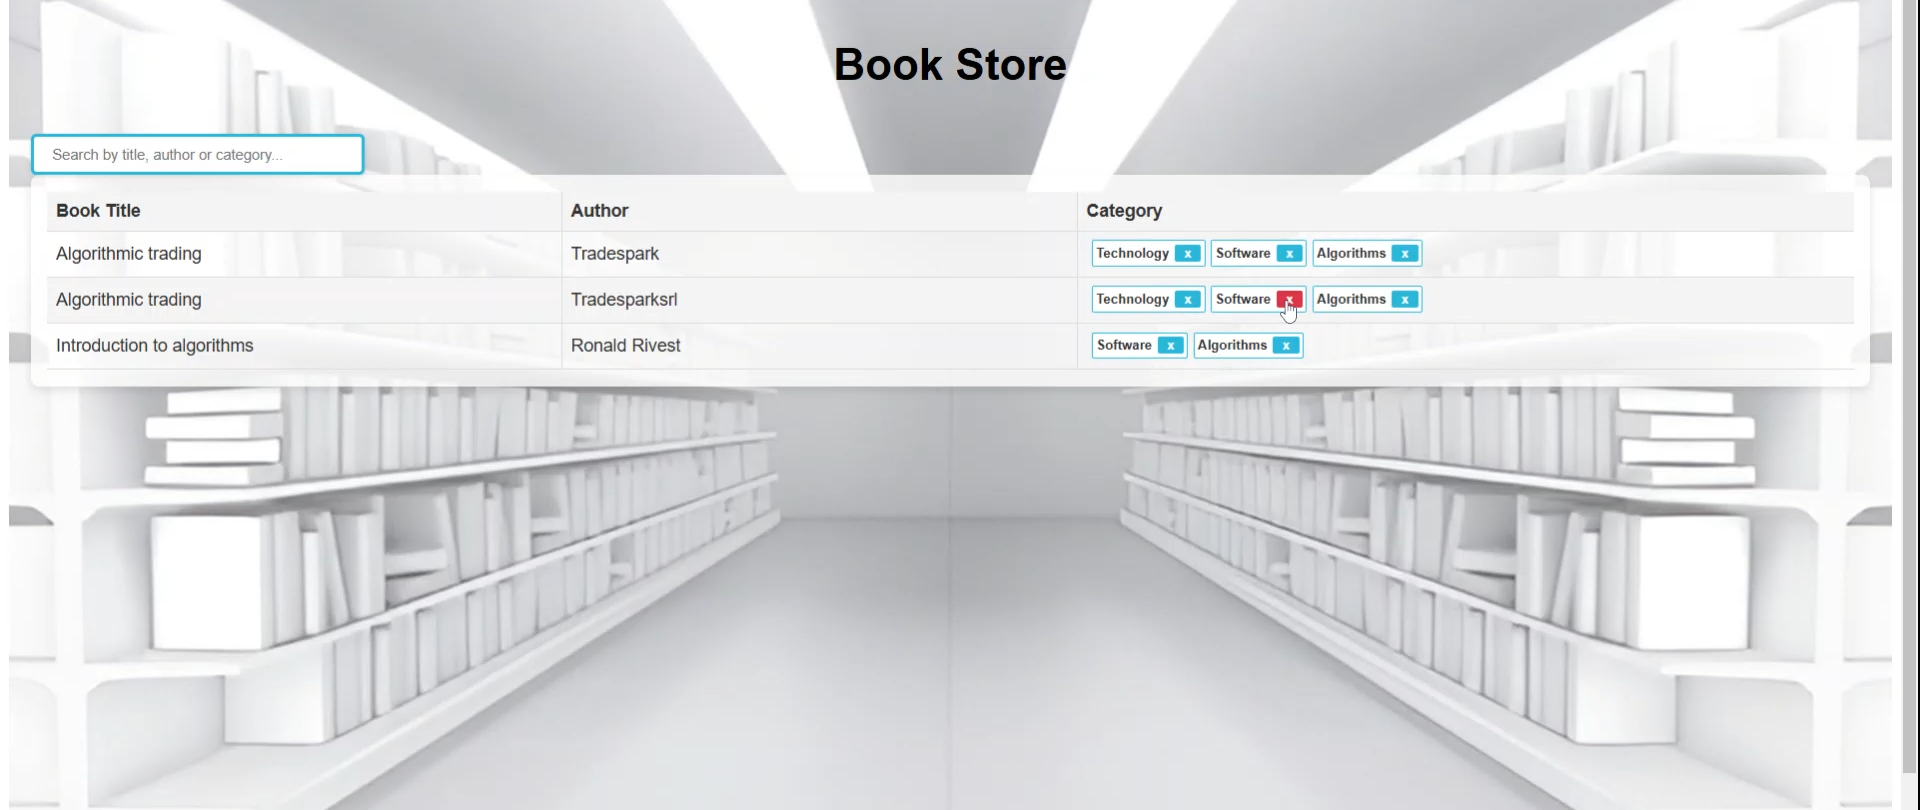 Book Store
Search by title, author or category...
Book Title Author Category
Algorithmic trading Tradespark Technology x Software x Algorithms x
Algorithmic trading Tradesparksrl Technology x Software x Algorithms x
Introduction to algorithms Ronald Rivest Software x Algorithms x